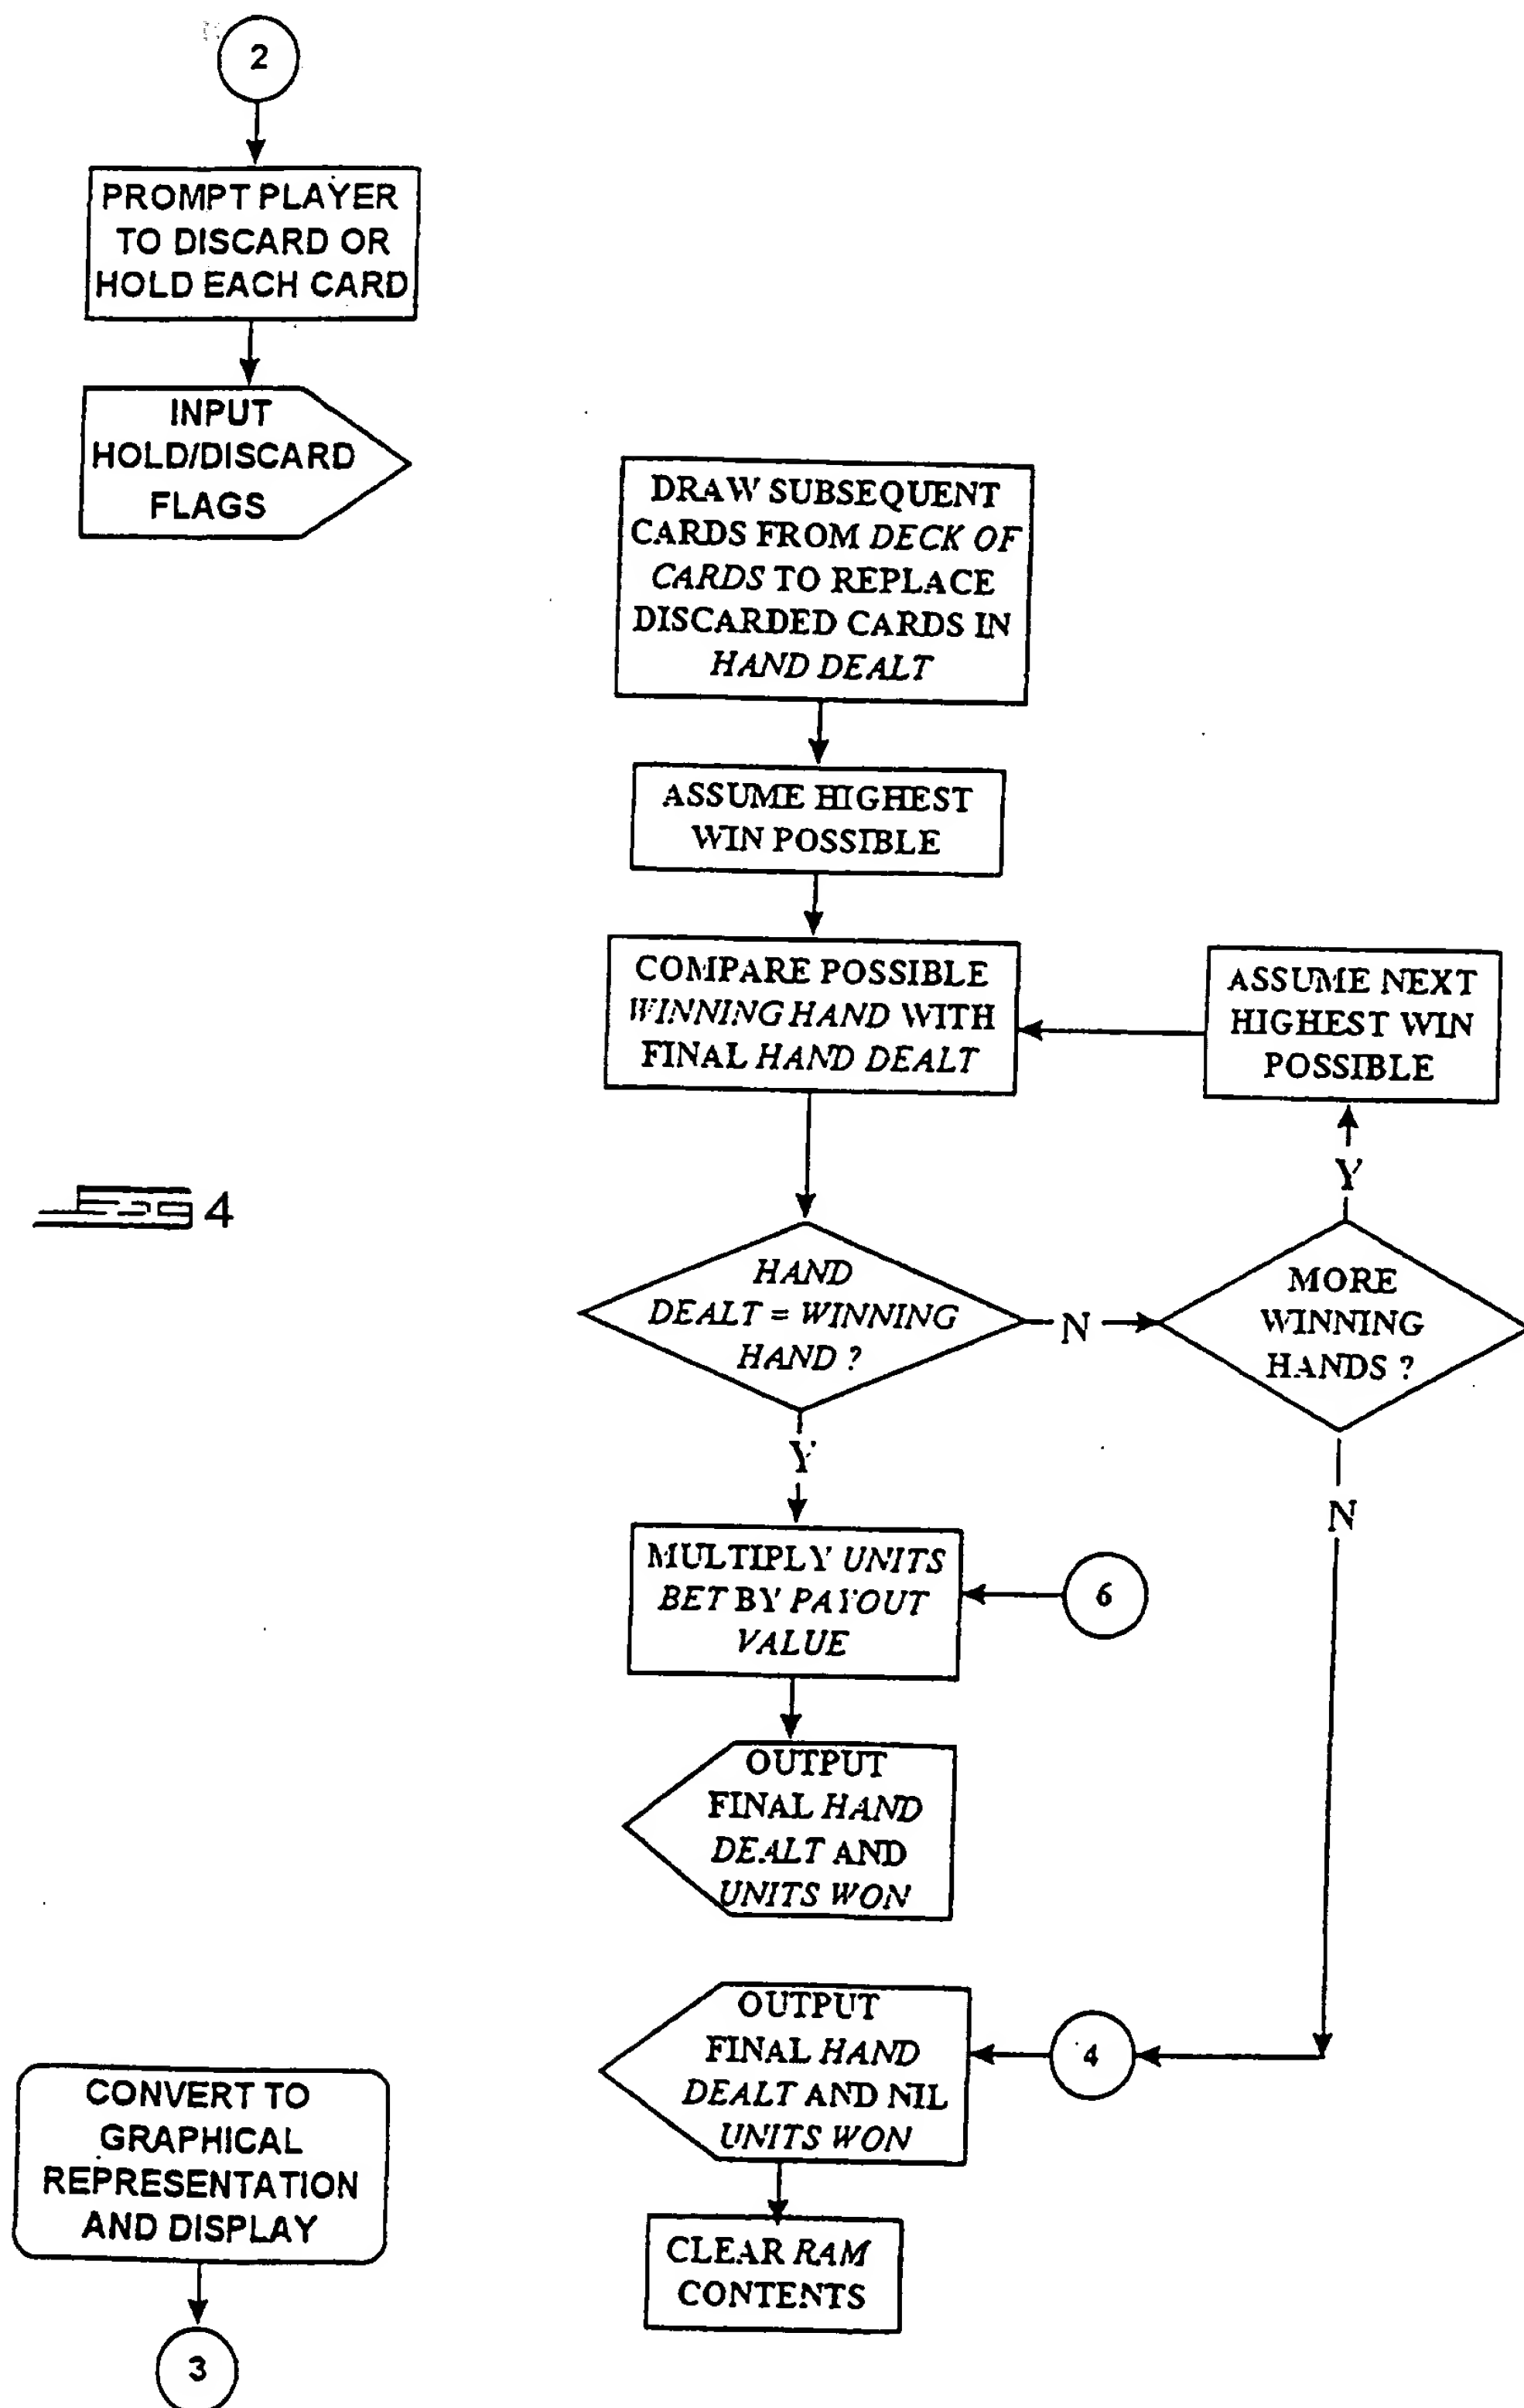 2
PROMPT PLAYER
TO DISCARD OR
HOLD EACH CARD
INPUT
HOLD/DISCARD
FLAGS
DRAW SUBSEQUENT
CARDS FROM DECK OF
CARDS TO REPLACE
DISCARDED CARDS IN
HAND DEALT
ASSUME HIGHEST
WIN POSSIBLE
COMPARE POSSIBLE
WINNING HAND WITH
FINAL HAND DEALT
ASSUME NEXT
HIGHEST WIN
POSSIBLE
Y
4
HAND
DEALT = WINNING
HAND ?
N
MORE
WINNING
HANDS ?
Y
N
MULTIPLY UNITS
BET BY PAYOUT
VALUE
6
OUTPUT
FINAL HAND
DEALT AND
UNITS WON
OUTPUT
FINAL HAND
DEALT AND NIL
UNITS WON
4
CONVERT TO
GRAPHICAL
REPRESENTATION
AND DISPLAY
CLEAR RAM
CONTENTS
3